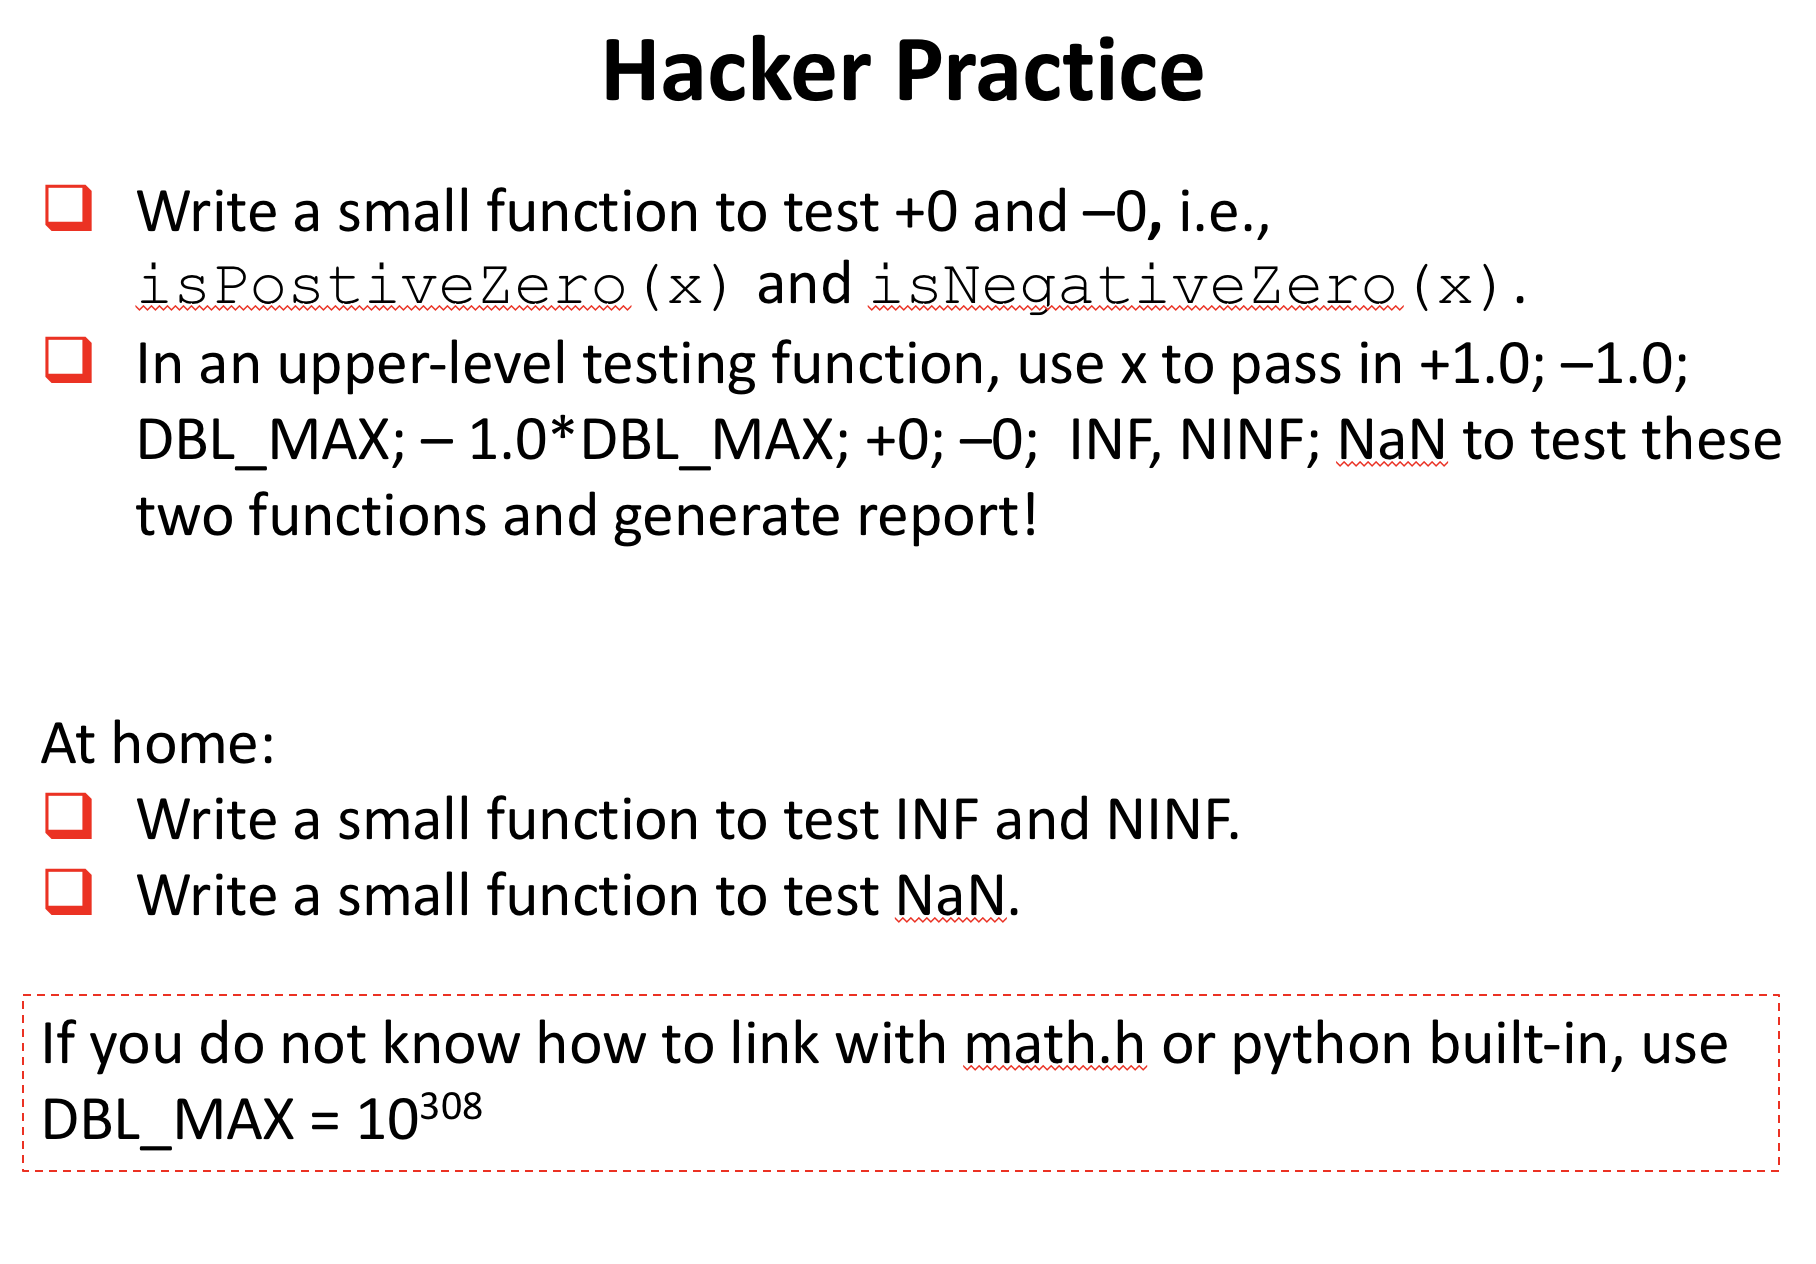 Hacker Practice
Write a small function to test +0 and –0, i.e.,
isPostiveZero(x) and isNegativeZero(x).
In an upper-level testing function, use x to pass in +1.0; –1.0;
DBL_MAX; – 1.0*DBL_MAX; +0; –0;  INF, NINF; NaN to test these
two functions and generate report!
At home:
Write a small function to test INF and NINF.
Write a small function to test NaN.
If you do not know how to link with math.h or python built-in, use
DBL_MAX = 10³⁰⁸